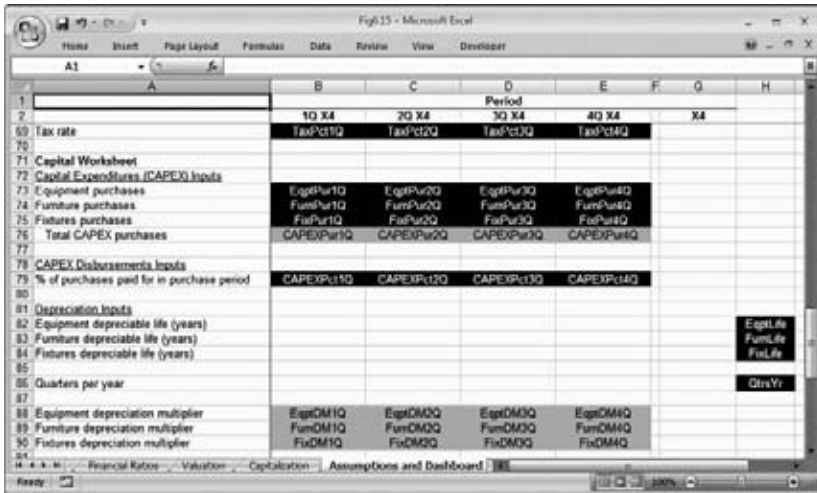 Fig6.15 - Microsoft Excel
Home Insert Page Layout Formulas Data Review View Developer
A1 fx
A B C D E F G H
1 Period
2 1Q X4 2Q X4 3Q X4 4Q X4 X4
69 Tax rate TaxPct1Q TaxPct2Q TaxPct3Q TaxPct4Q
70
71 Capital Worksheet
72 Capital Expenditures (CAPEX) Inputs
73 Equipment purchases EqptPur1Q EqptPur2Q EqptPur3Q EqptPur4Q
74 Furniture purchases FurnPur1Q FurnPur2Q FurnPur3Q FurnPur4Q
75 Fixtures purchases FixPur1Q FixPur2Q FixPur3Q FixPur4Q
76 Total CAPEX purchases CAPEXPur1Q CAPEXPur2Q CAPEXPur3Q CAPEXPur4Q
77
78 CAPEX Disbursements Inputs
79 % of purchases paid for in purchase period CAPEXPct1Q CAPEXPct2Q CAPEXPct3Q CAPEXPct4Q
80
81 Depreciation Inputs
82 Equipment depreciable life (years) EqptLife
83 Furniture depreciable life (years) FurnLife
84 Fixtures depreciable life (years) FixLife
85
86 Quarters per year QtrsYr
87
88 Equipment depreciation multiplier EqptDM1Q EqptDM2Q EqptDM3Q EqptDM4Q
89 Furniture depreciation multiplier FurnDM1Q FurnDM2Q FurnDM3Q FurnDM4Q
90 Fixtures depreciation multiplier FixDM1Q FixDM2Q FixDM3Q FixDM4Q
Financial Ratios Valuation Capitalization Assumptions and Dashboard
Ready 100%